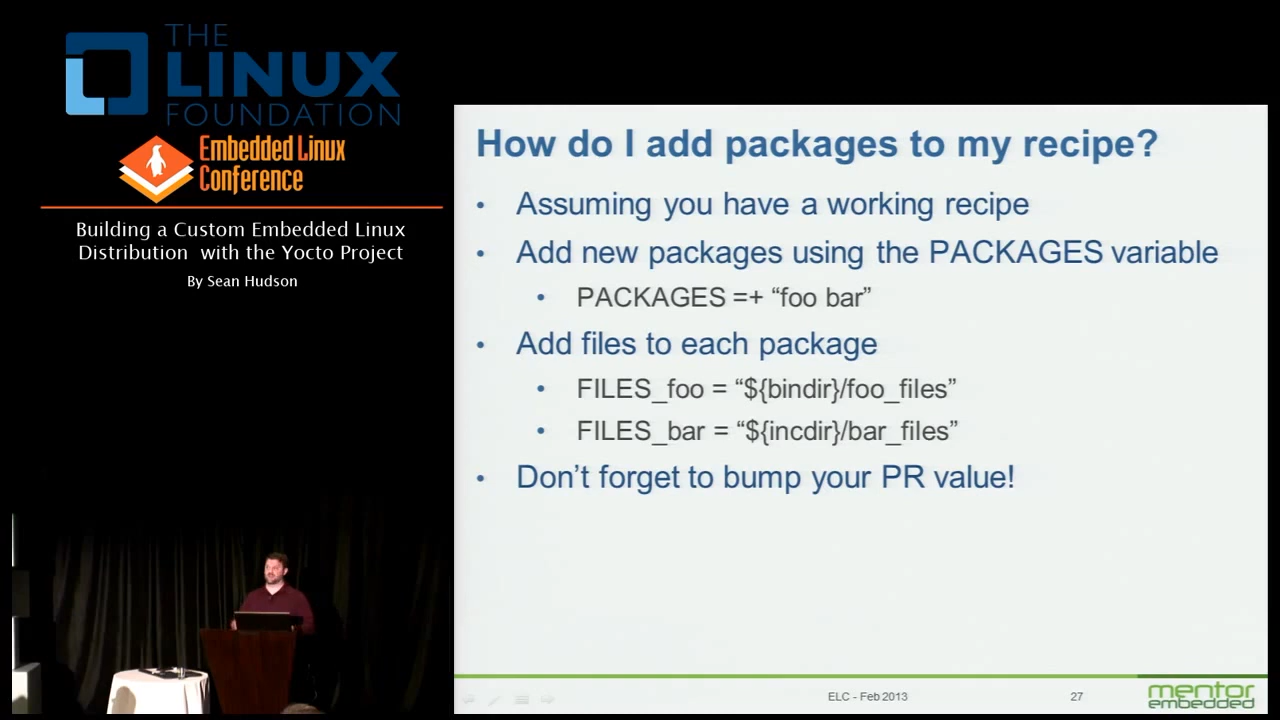 THE
LINUX
FOUNDATION
Embedded Linux
Conference
Building a Custom Embedded Linux
Distribution with the Yocto Project
By Sean Hudson
How do I add packages to my recipe?
• Assuming you have a working recipe
• Add new packages using the PACKAGES variable
• PACKAGES =+ “foo bar”
• Add files to each package
• FILES_foo = “${bindir}/foo_files”
• FILES_bar = “${incdir}/bar_files”
• Don’t forget to bump your PR value!
ELC - Feb 2013
27
mentor
embedded